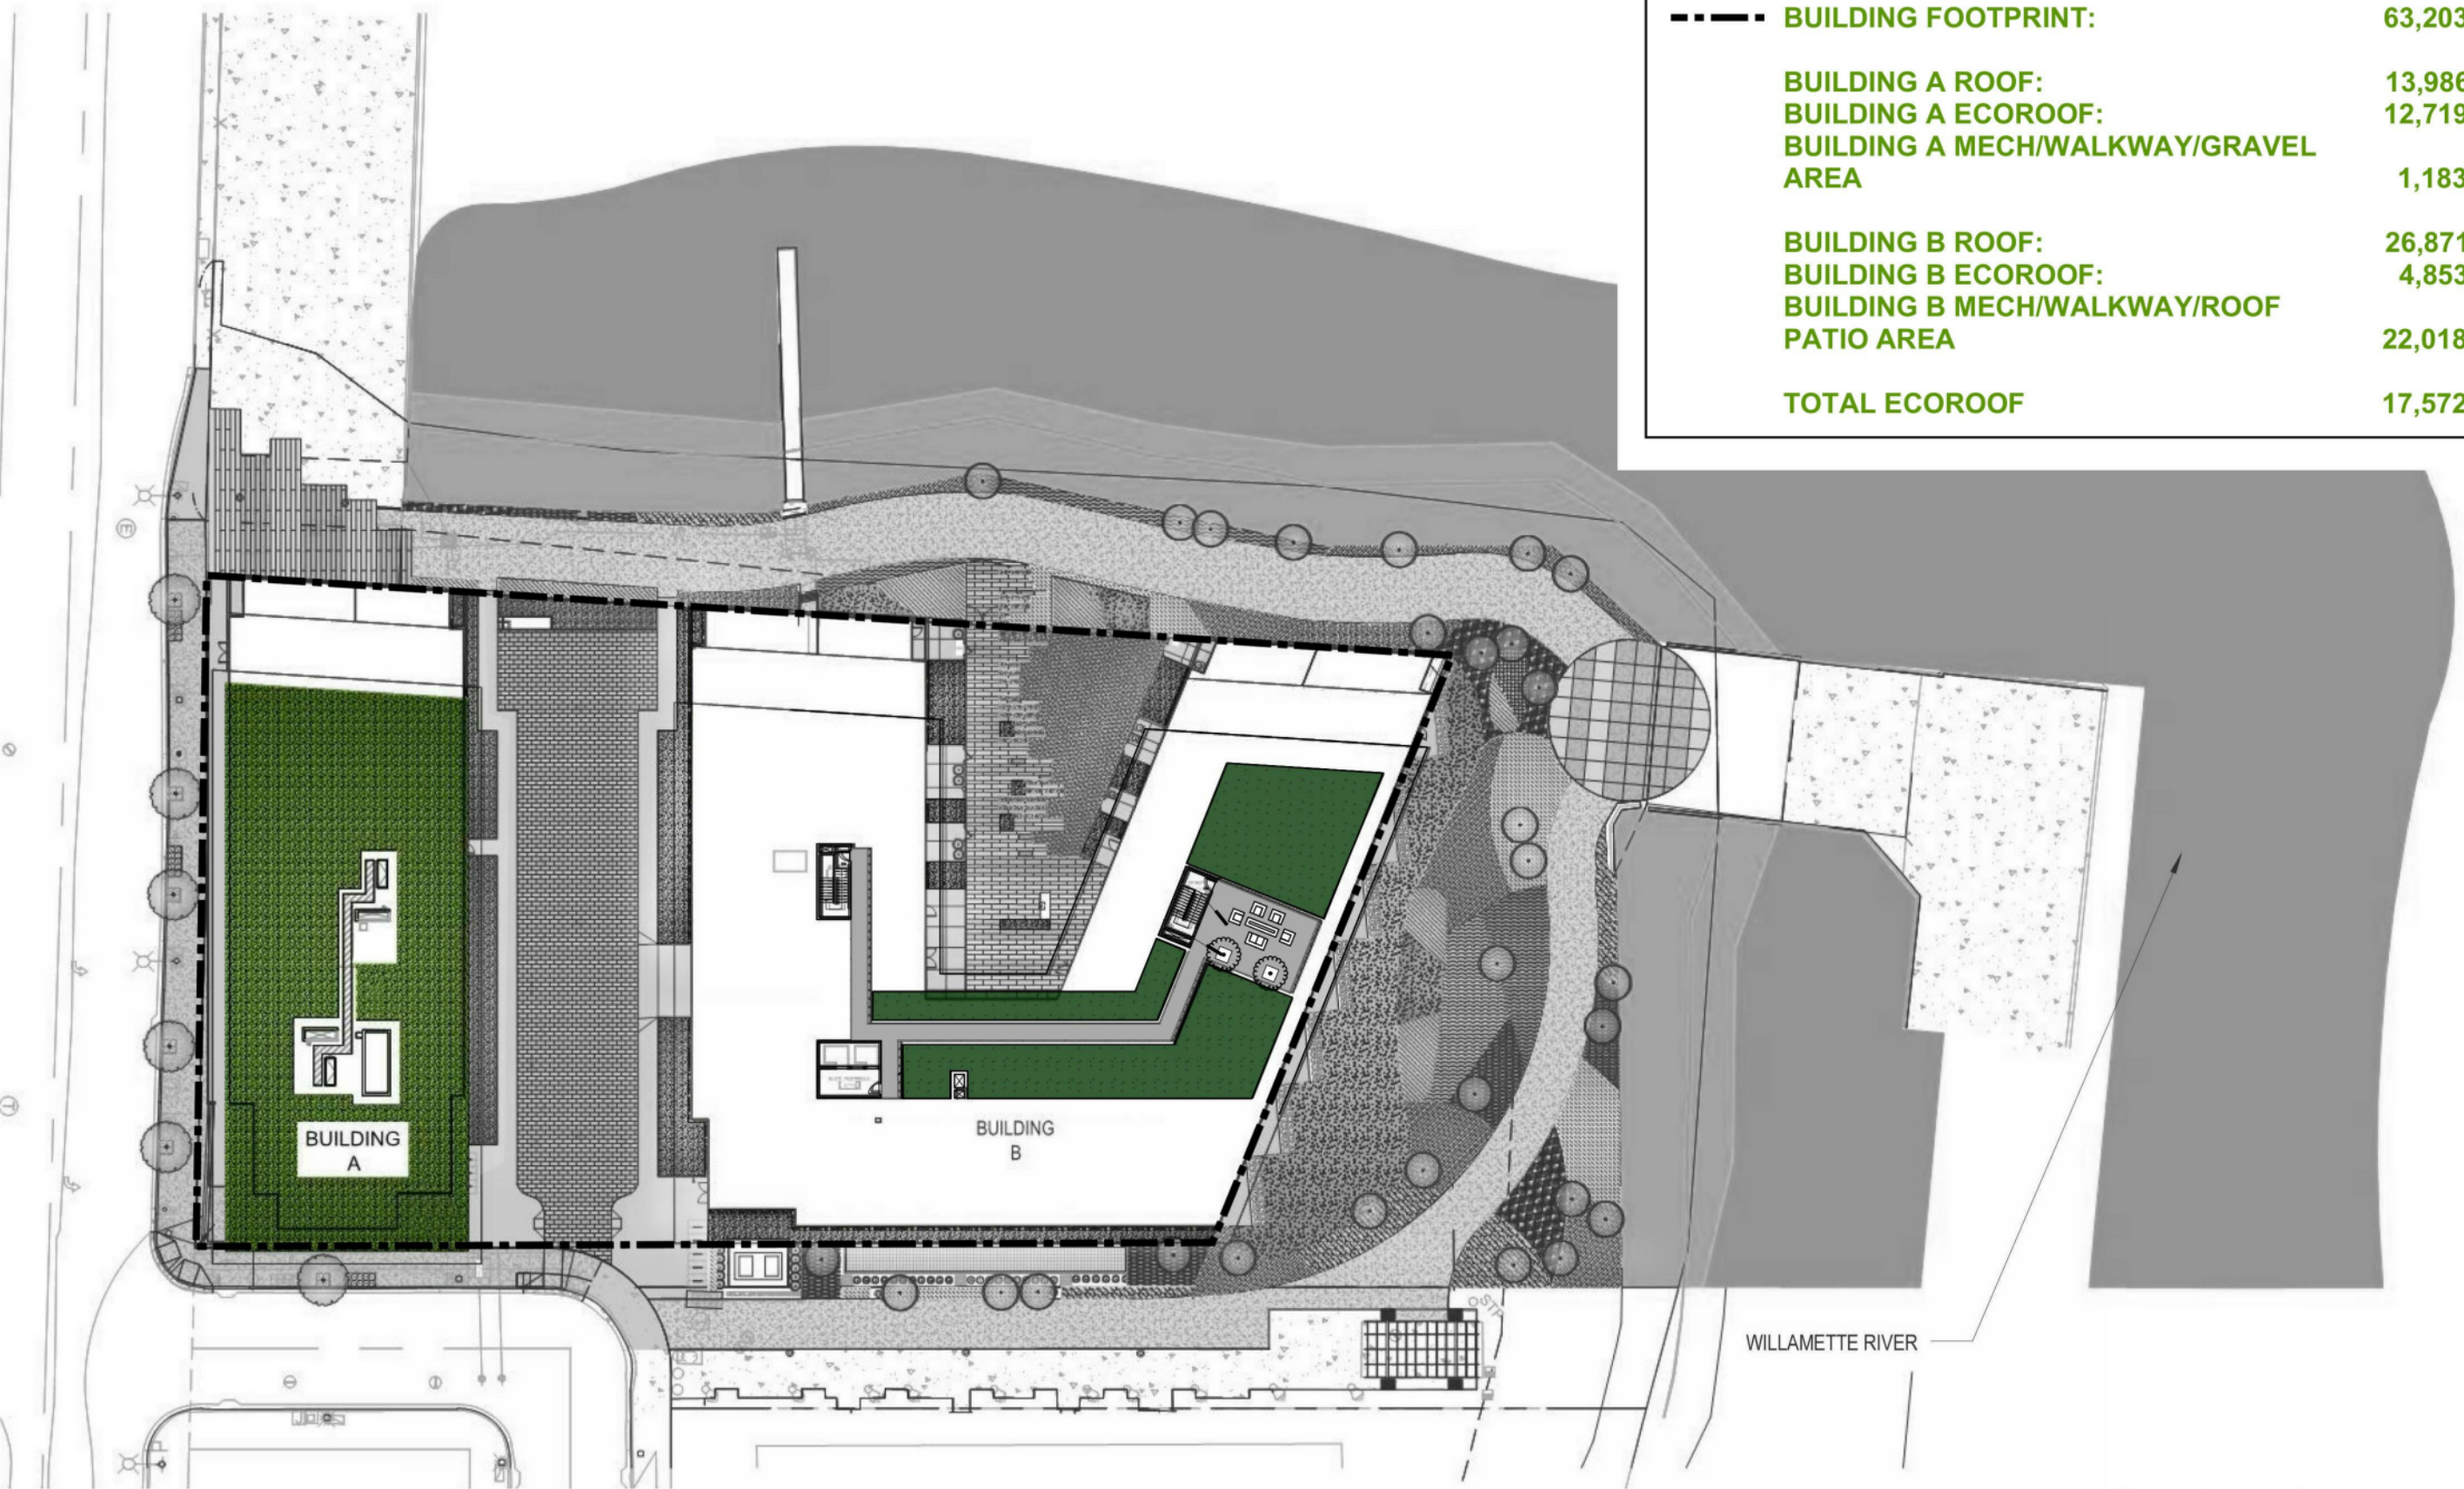 BUILDING FOOTPRINT: 63,203
BUILDING A ROOF: 13,986
BUILDING A ECOROOF: 12,719
BUILDING A MECH/WALKWAY/GRAVEL
AREA 1,183
BUILDING B ROOF: 26,871
BUILDING B ECOROOF: 4,853
BUILDING B MECH/WALKWAY/ROOF
PATIO AREA 22,018
TOTAL ECOROOF 17,572
E
T
BUILDING
A
BUILDING
B
STP
WILLAMETTE RIVER